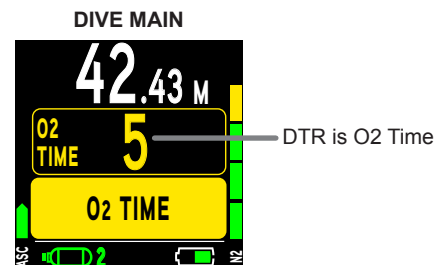 DIVE MAIN
42.43 M
O2
TIME
5
DTR is O2 Time
O2 TIME
ASC
2
N2